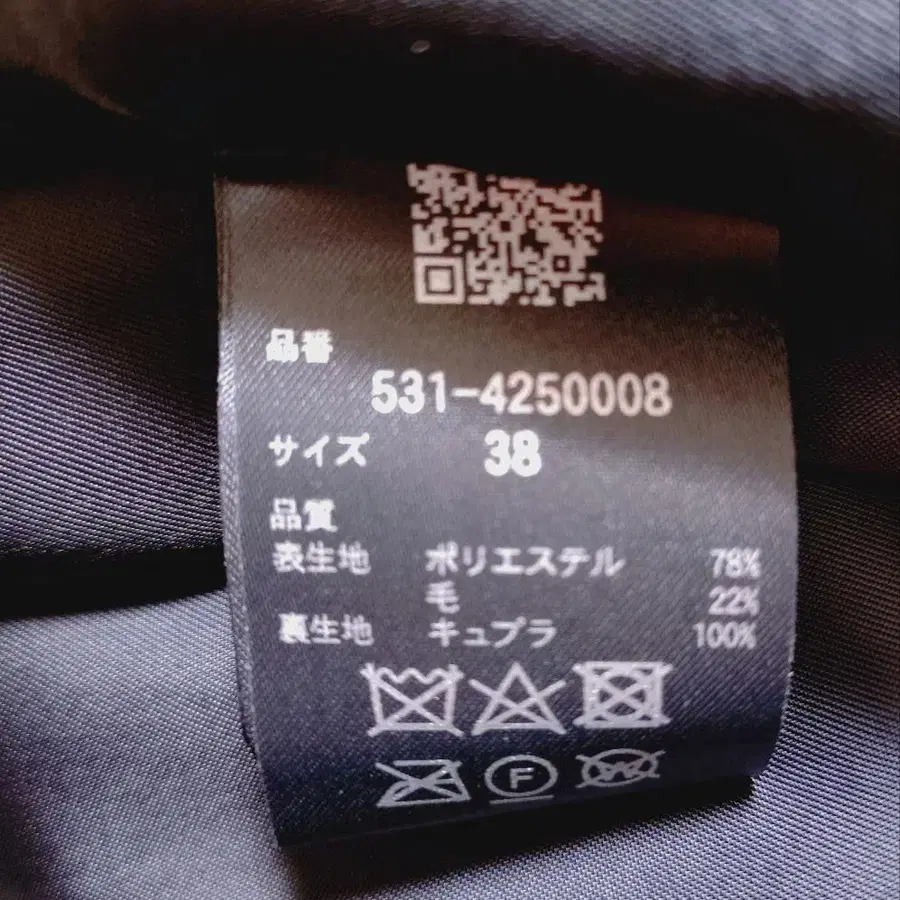 品番
531-4250008
サイズ 38
品質
表生地 ポリエステル 78%
毛 22%
裏生地 キュプラ 100%
F